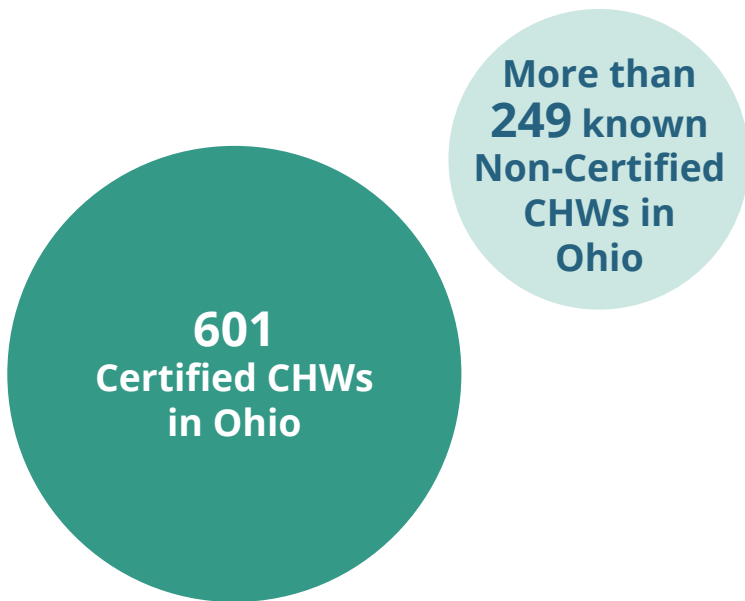 More than
249 known
Non-Certified
CHWs in
Ohio
601
Certified CHWs
in Ohio